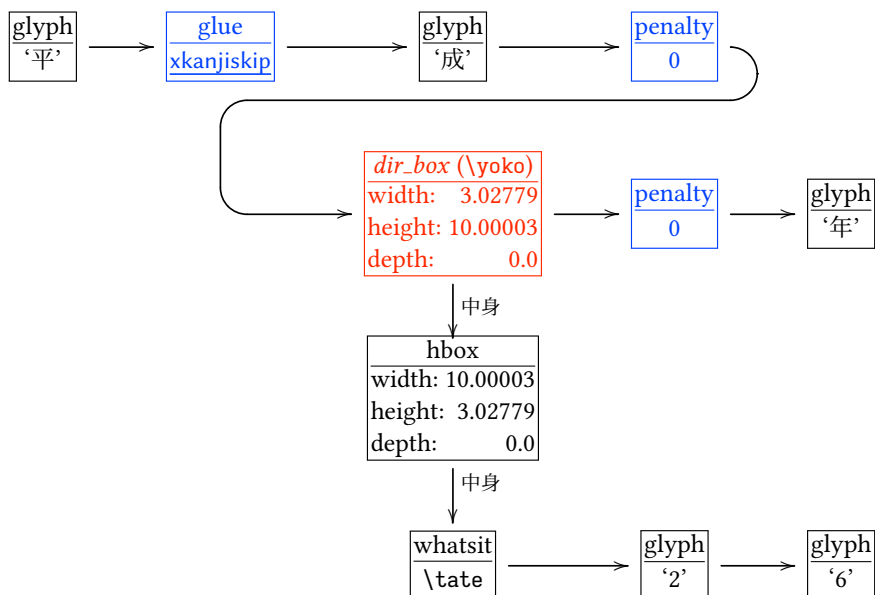 glyph
‘平’
glue
xkanjiskip
glyph
‘成’
penalty
0
dir_box (\yoko)
width: 3.02779
height: 10.00003
depth: 0.0
penalty
0
glyph
‘年’
中身
hbox
width: 10.00003
height: 3.02779
depth: 0.0
中身
whatsit
\tate
glyph
‘2’
glyph
‘6’